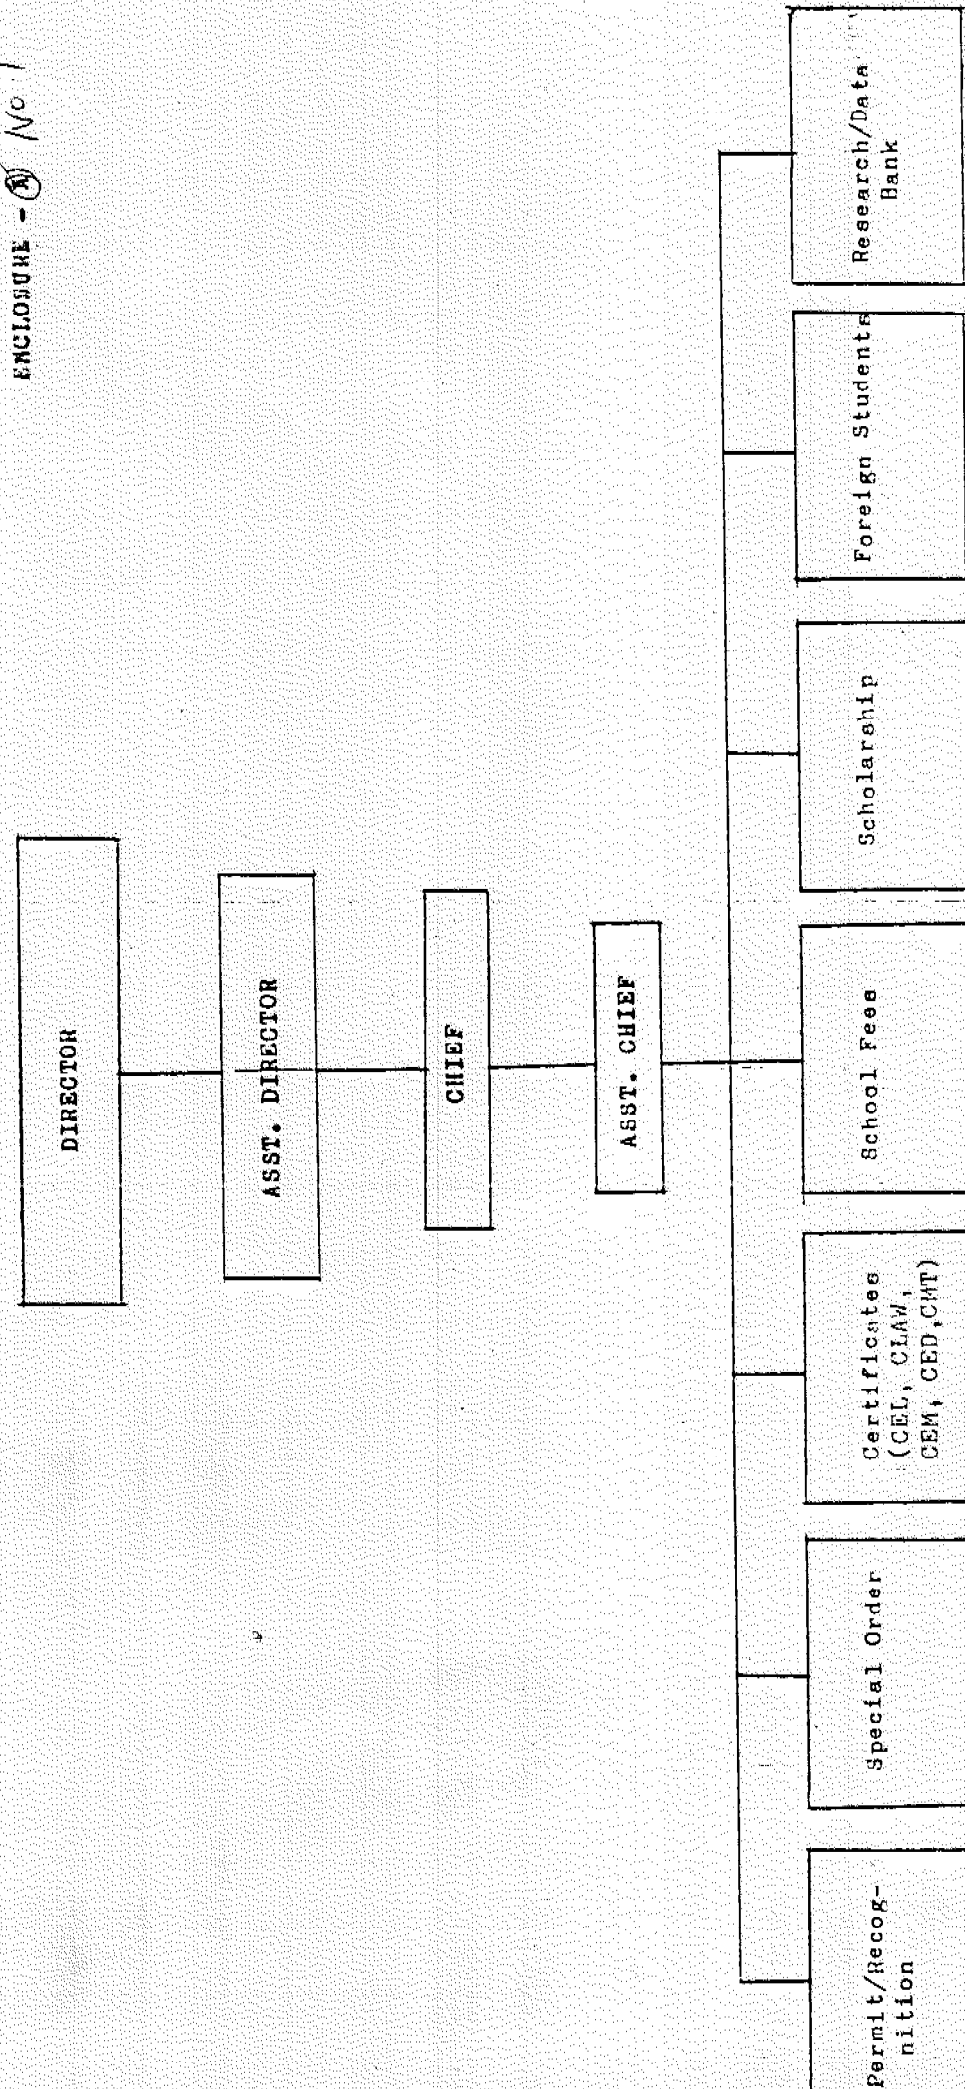 ENCLOSURE - No 1
DIRECTOR
ASST. DIRECTOR
CHIEF
ASST. CHIEF
Permit/Recog-
nition
Special Order
Certificates
(CEL, CLAW,
CEM, CED,CMT)
School Fees
Scholarship
Foreign Students
Research/Data
Bank